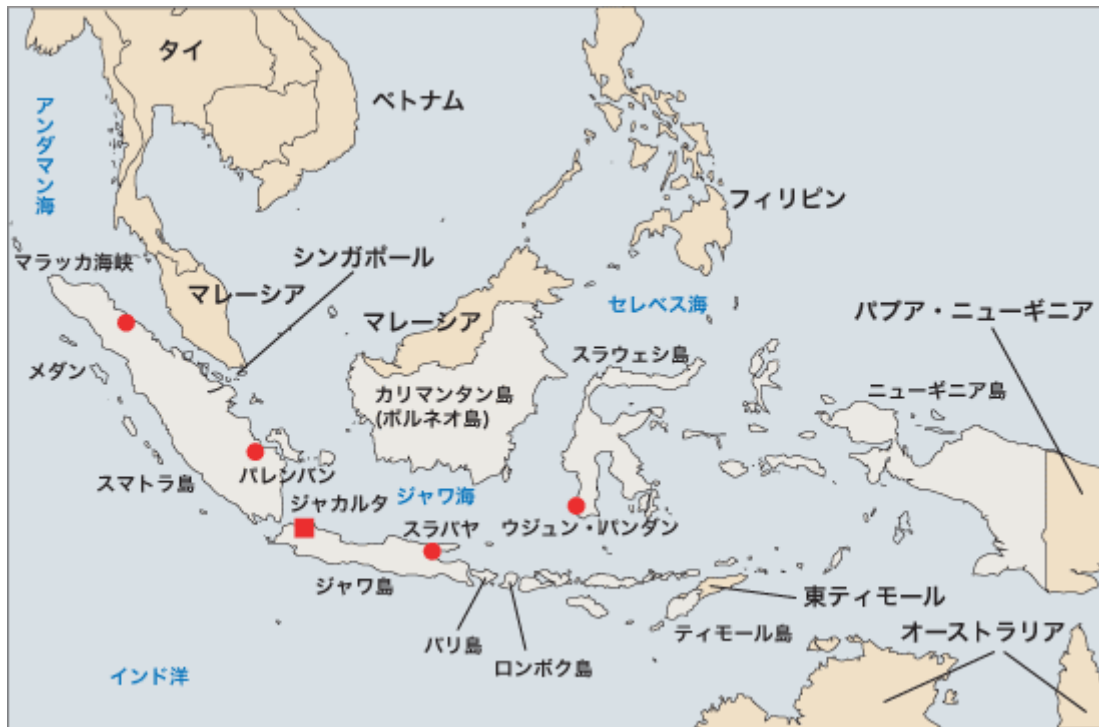 タイ
ベトナム
アンダマン海
フィリピン
マラッカ海峡
シンガポール
マレーシア
マレーシア
セレベス海
パプア・ニューギニア
スラウェシ島
メダン
カリマンタン島
(ボルネオ島)
ニューギニア島
パレンバン
スマトラ島
ジャカルタ
ジャワ海
スラバヤ
ウジュン・パンダン
ジャワ島
東ティモール
バリ島
ロンボク島
ティモール島
オーストラリア
インド洋